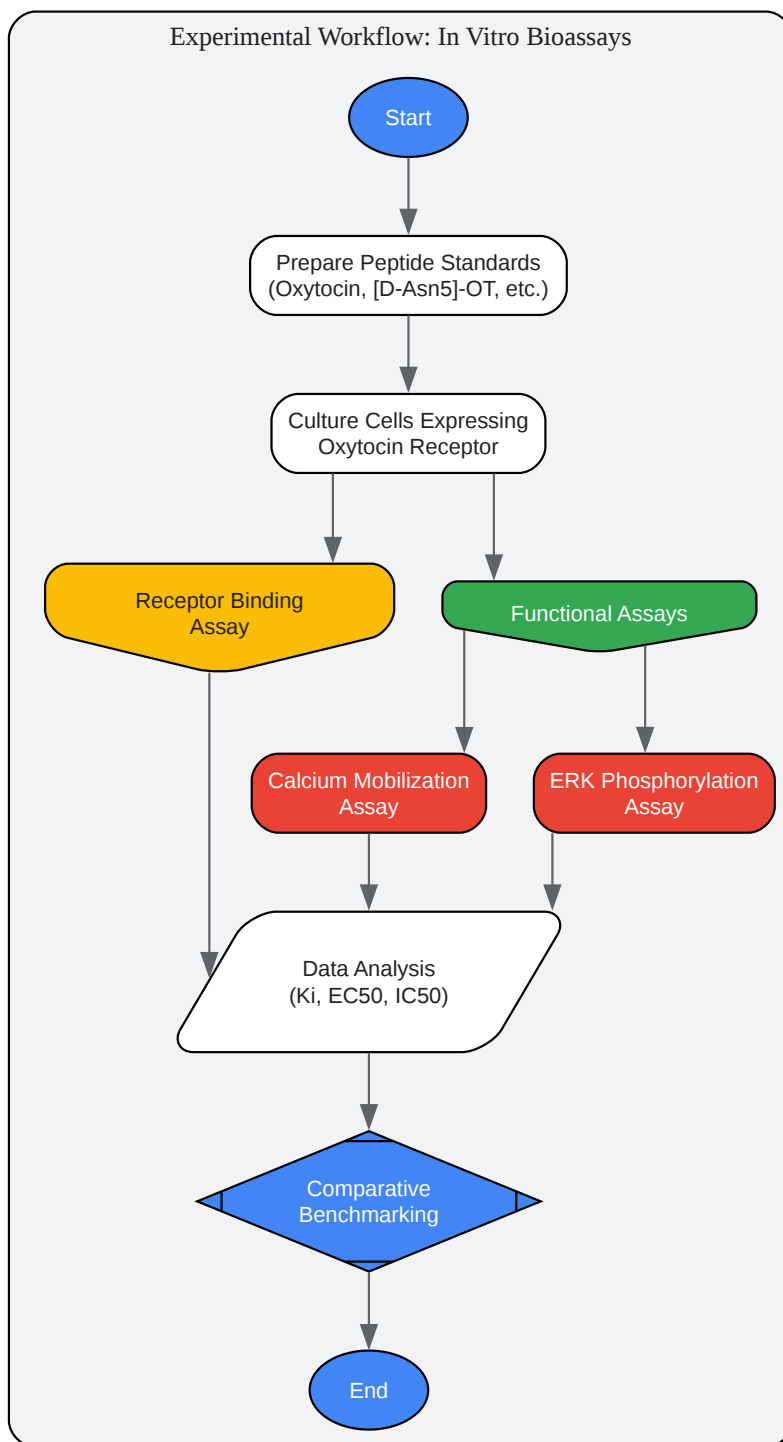 Experimental Workflow: In Vitro Bioassays
Start
Prepare Peptide Standards
(Oxytocin, [D-Asn5]-OT, etc.)
Culture Cells Expressing
Oxytocin Receptor
Receptor Binding
Assay
Functional Assays
Calcium Mobilization
Assay
ERK Phosphorylation
Assay
Data Analysis
(Ki, EC50, IC50)
Comparative
Benchmarking
End